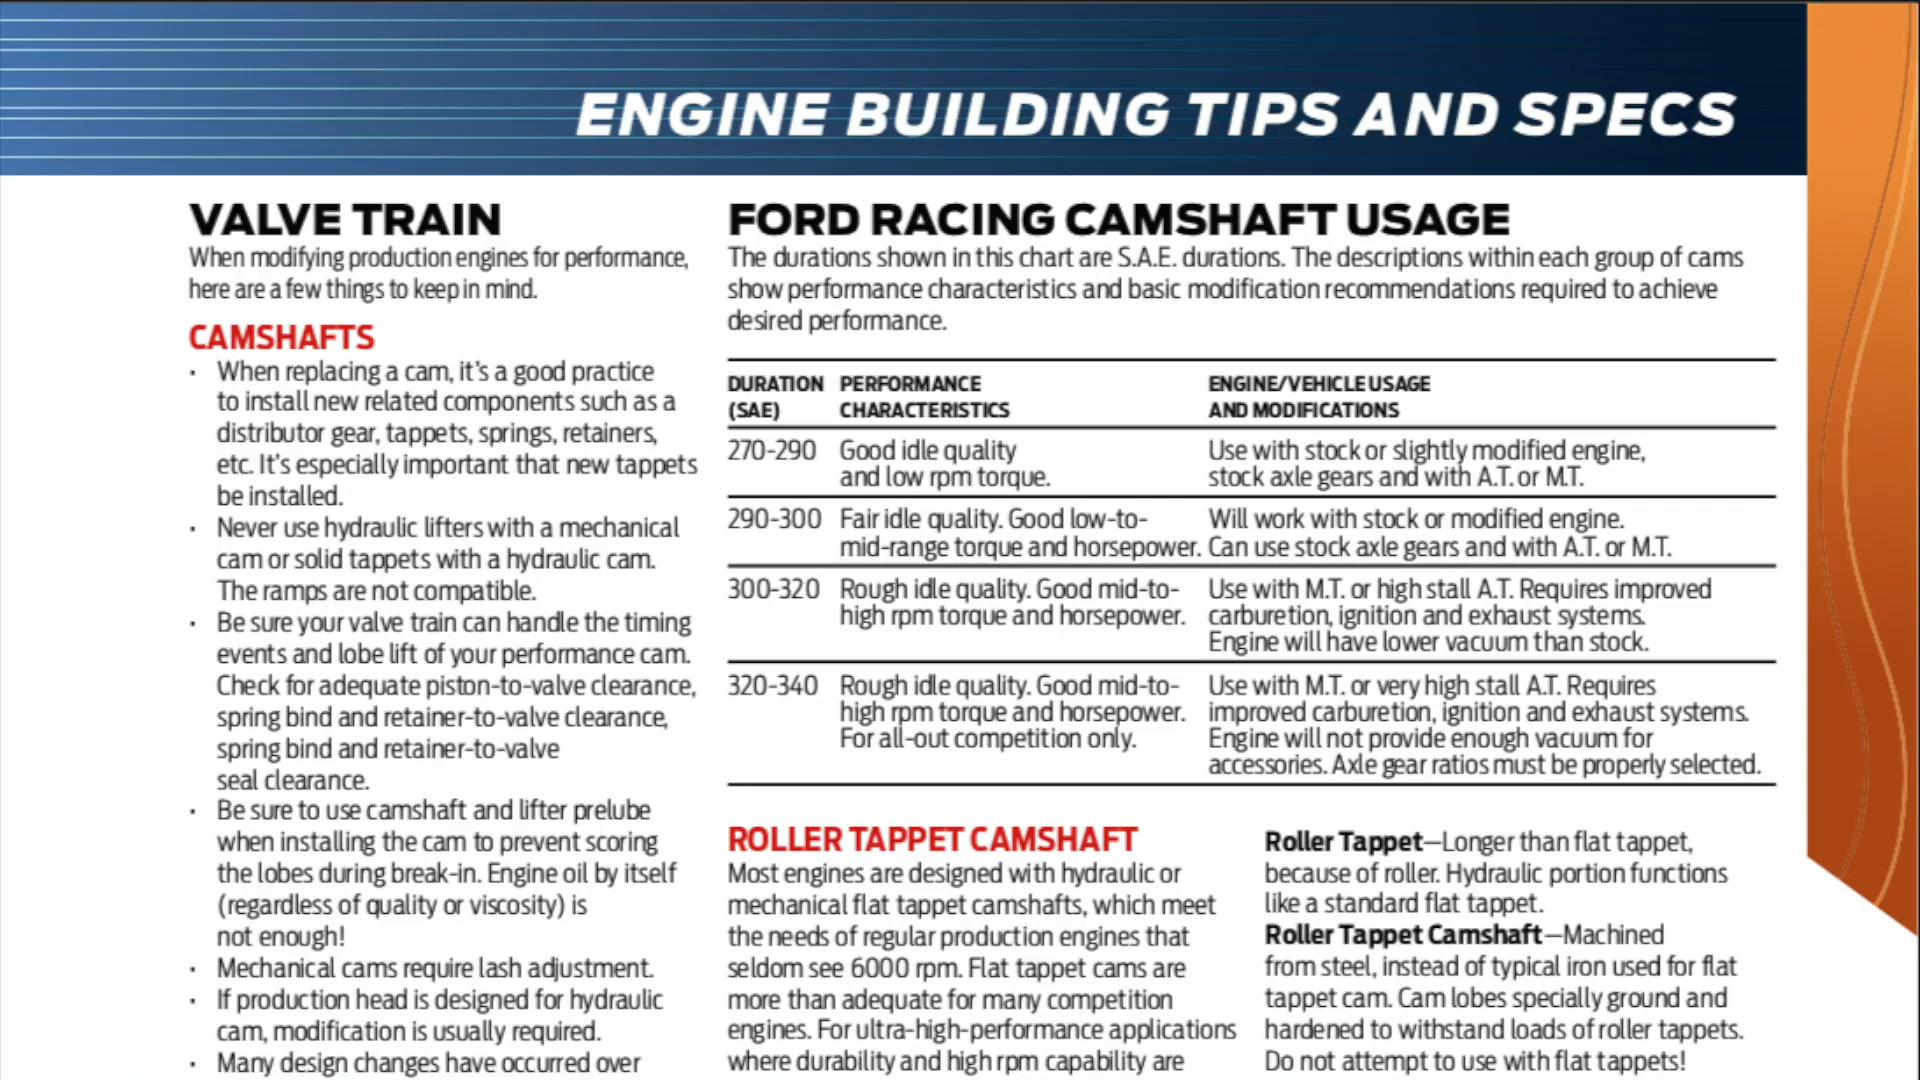 ENGINE BUILDING TIPS AND SPECS
VALVE TRAIN
When modifying production engines for performance,
here are a few things to keep in mind.
CAMSHAFTS
· When replacing a cam, it's a good practice
to install new related components such as a
distributor gear, tappets, springs, retainers,
etc. It's especially important that new tappets
be installed.
· Never use hydraulic lifters with a mechanical
cam or solid tappets with a hydraulic cam.
The ramps are not compatible.
· Be sure your valve train can handle the timing
events and lobe lift of your performance cam.
Check for adequate piston-to-valve clearance,
spring bind and retainer-to-valve clearance,
spring bind and retainer-to-valve
seal clearance.
· Be sure to use camshaft and lifter prelube
when installing the cam to prevent scoring
the lobes during break-in. Engine oil by itself
(regardless of quality or viscosity) is
not enough!
· Mechanical cams require lash adjustment.
· If production head is designed for hydraulic
cam, modification is usually required.
· Many design changes have occurred over
FORD RACING CAMSHAFT USAGE
The durations shown in this chart are S.A.E. durations. The descriptions within each group of cams
show performance characteristics and basic modification recommendations required to achieve
desired performance.
DURATION PERFORMANCE ENGINE/VEHICLE USAGE
(SAE) CHARACTERISTICS AND MODIFICATIONS
270-290 Good idle quality Use with stock or slightly modified engine,
and low rpm torque. stock axle gears and with A.T. or M.T.
290-300 Fair idle quality. Good low-to- Will work with stock or modified engine.
mid-range torque and horsepower. Can use stock axle gears and with A.T. or M.T.
300-320 Rough idle quality. Good mid-to- Use with M.T. or high stall A.T. Requires improved
high rpm torque and horsepower. carburetion, ignition and exhaust systems.
Engine will have lower vacuum than stock.
320-340 Rough idle quality. Good mid-to- Use with M.T. or very high stall A.T. Requires
high rpm torque and horsepower. improved carburetion, ignition and exhaust systems.
For all-out competition only. Engine will not provide enough vacuum for
accessories. Axle gear ratios must be properly selected.
ROLLER TAPPET CAMSHAFT
Most engines are designed with hydraulic or
mechanical flat tappet camshafts, which meet
the needs of regular production engines that
seldom see 6000 rpm. Flat tappet cams are
more than adequate for many competition
engines. For ultra-high-performance applications
where durability and high rpm capability are
Roller Tappet—Longer than flat tappet,
because of roller. Hydraulic portion functions
like a standard flat tappet.
Roller Tappet Camshaft—Machined
from steel, instead of typical iron used for flat
tappet cam. Cam lobes specially ground and
hardened to withstand loads of roller tappets.
Do not attempt to use with flat tappets!